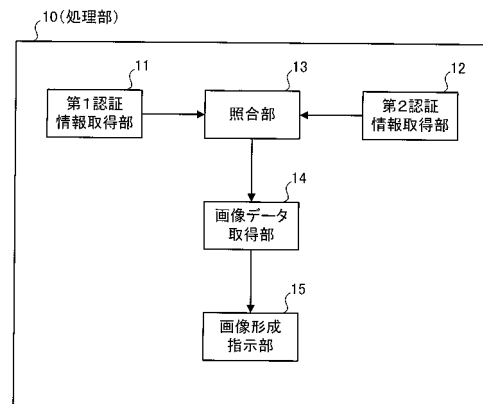 10(処理部)
11
13
12
第1認証
情報取得部
照合部
第2認証
情報取得部
14
画像データ
取得部
15
画像形成
指示部